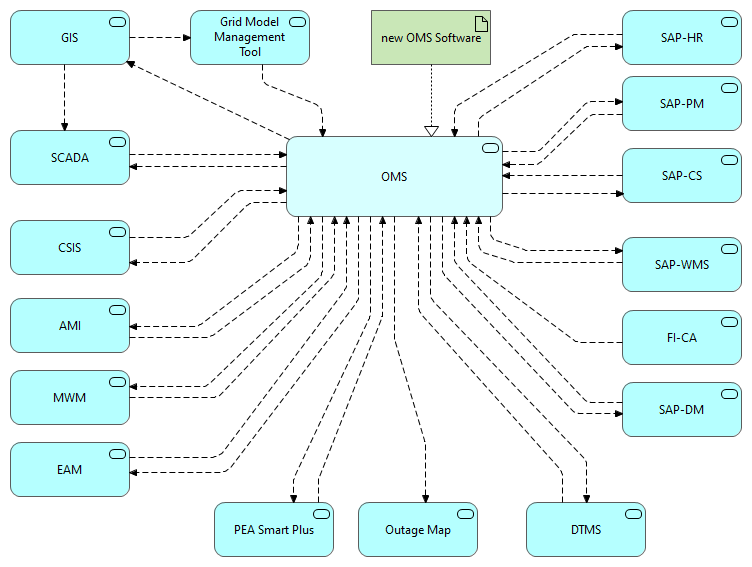 GIS
Grid Model
Management
Tool
new OMS Software
SAP-HR
SAP-PM
SCADA
OMS
SAP-CS
CSIS
SAP-WMS
AMI
FI-CA
MWM
SAP-DM
EAM
PEA Smart Plus
Outage Map
DTMS